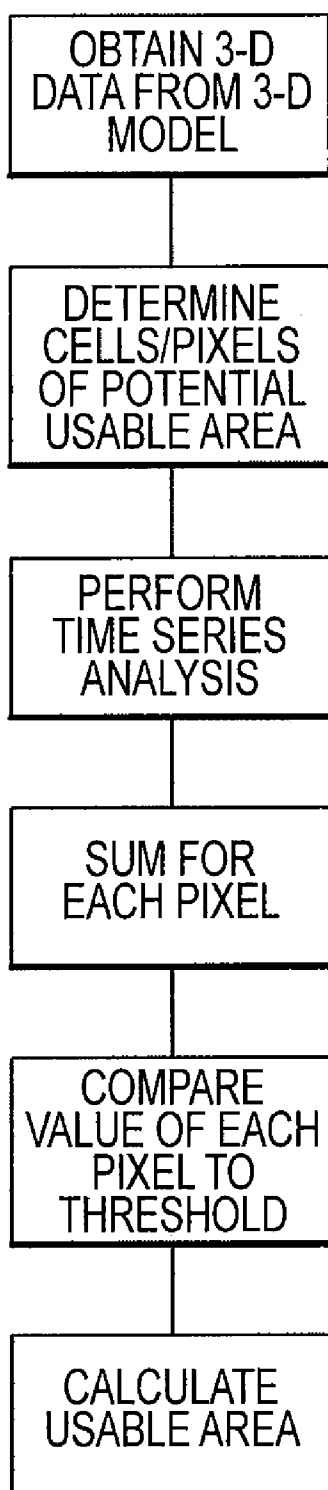 OBTAIN 3-D
DATA FROM 3-D
MODEL
DETERMINE
CELLS/PIXELS
OF POTENTIAL
USABLE AREA
PERFORM
TIME SERIES
ANALYSIS
SUM FOR
EACH PIXEL
COMPARE
VALUE OF EACH
PIXEL TO
THRESHOLD
CALCULATE
USABLE AREA